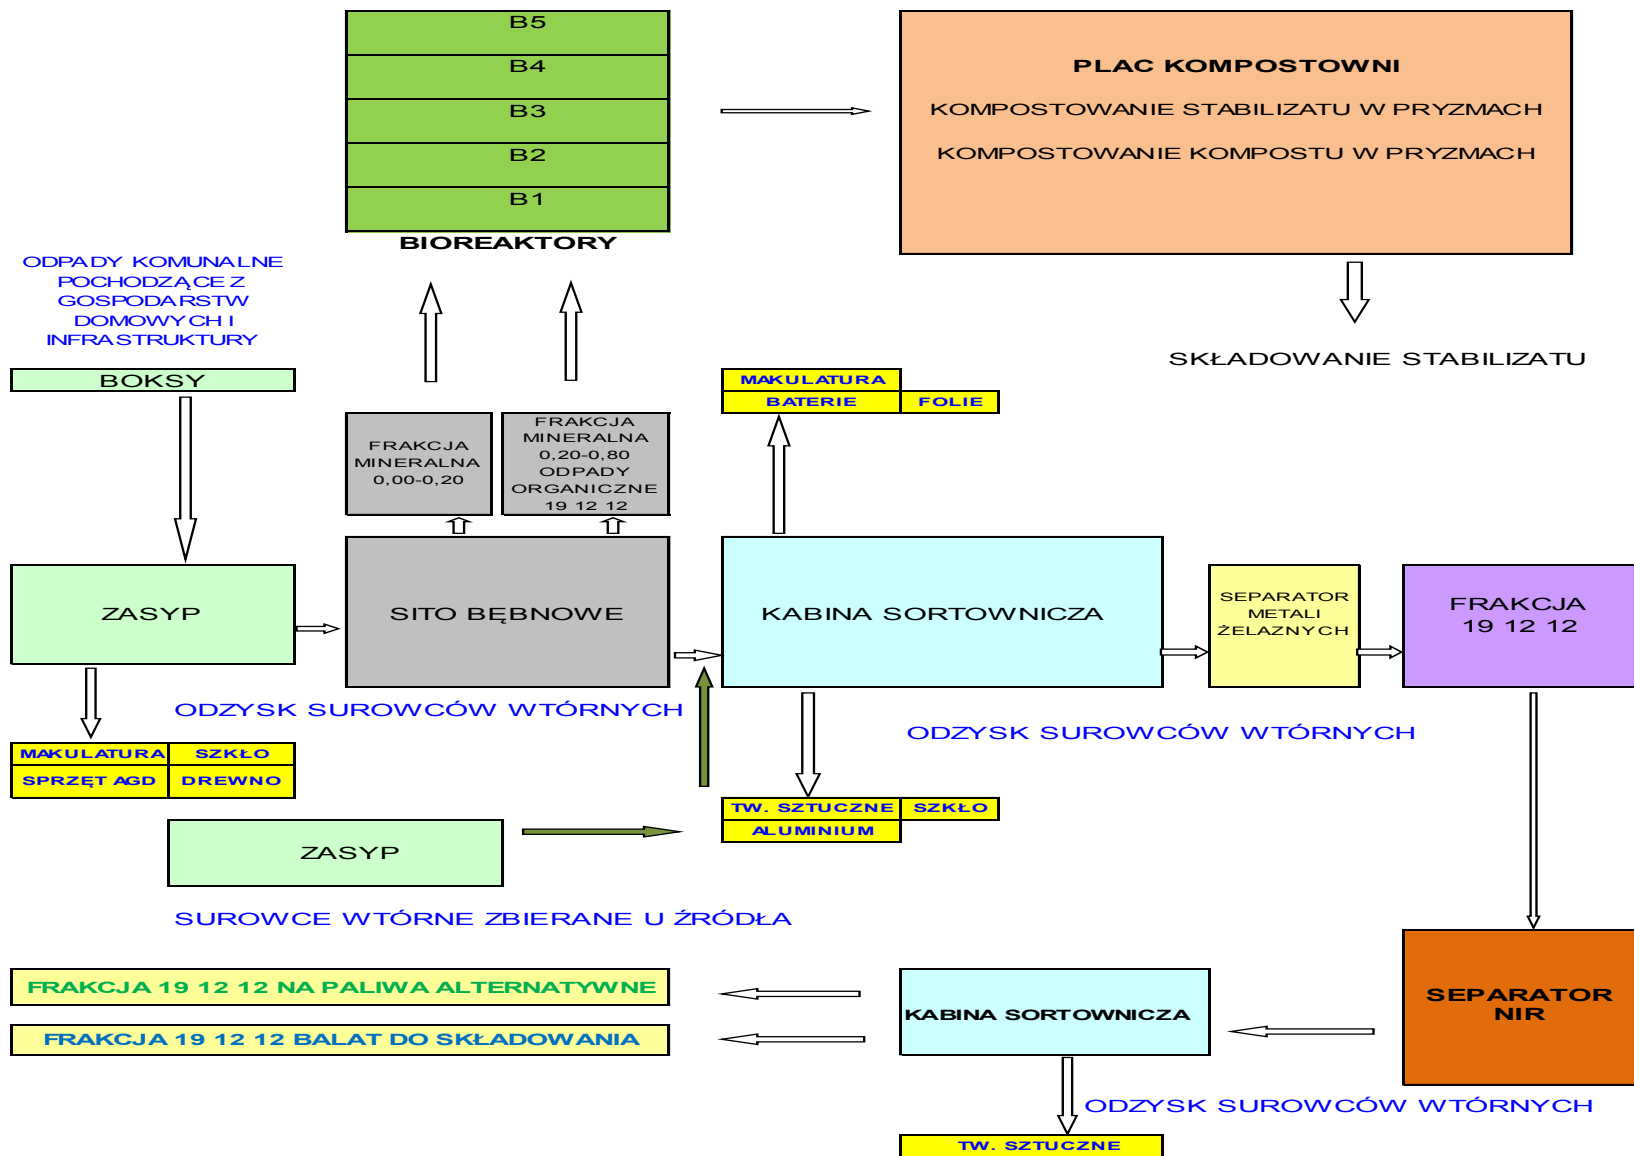 B5
B4
B3
B2
B1
BIOREAKTORY
PLAC KOMPOSTOWNI
KOMPOSTOWANIE STABILIZATU W PRYZMACH
KOMPOSTOWANIE KOMPOSTU W PRYZMACH
ODPADY KOMUNALNE
POCHODZĄCE Z
GOSPODARSTW
DOMOWYCH I
INFRASTRUKTURY
SKŁADOWANIE STABILIZATU
BOKSY
MAKULATURA
BATERIE FOLIE
FRAKCJA
MINERALNA
0,00-0,20
FRAKCJA
MINERALNA
0,20-0,80
ODPADY
ORGANICZNE
19 12 12
ZASYP
SITO BĘBNOWE
KABINA SORTOWNICZA
SEPARATOR
METALI
ŻELAZNYCH
FRAKCJA
19 12 12
ODZYSK SUROWCÓW WTÓRNYCH
ODZYSK SUROWCÓW WTÓRNYCH
MAKULATURA SZKŁO
SPRZĘT AGD DREWNO
TW. SZTUCZNE SZKŁO
ALUMINIUM
ZASYP
SUROWCE WTÓRNE ZBIERANE U ŹRÓDŁA
FRAKCJA 19 12 12 NA PALIWA ALTERNATYWNE
FRAKCJA 19 12 12 BALAT DO SKŁADOWANIA
KABINA SORTOWNICZA
SEPARATOR
NIR
ODZYSK SUROWCÓW WTÓRNYCH
TW. SZTUCZNE